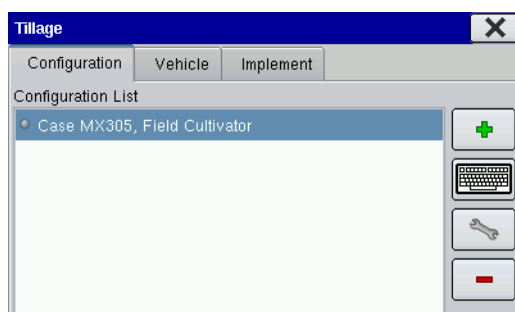 Tillage
Configuration Vehicle Implement
Configuration List
Case MX305, Field Cultivator